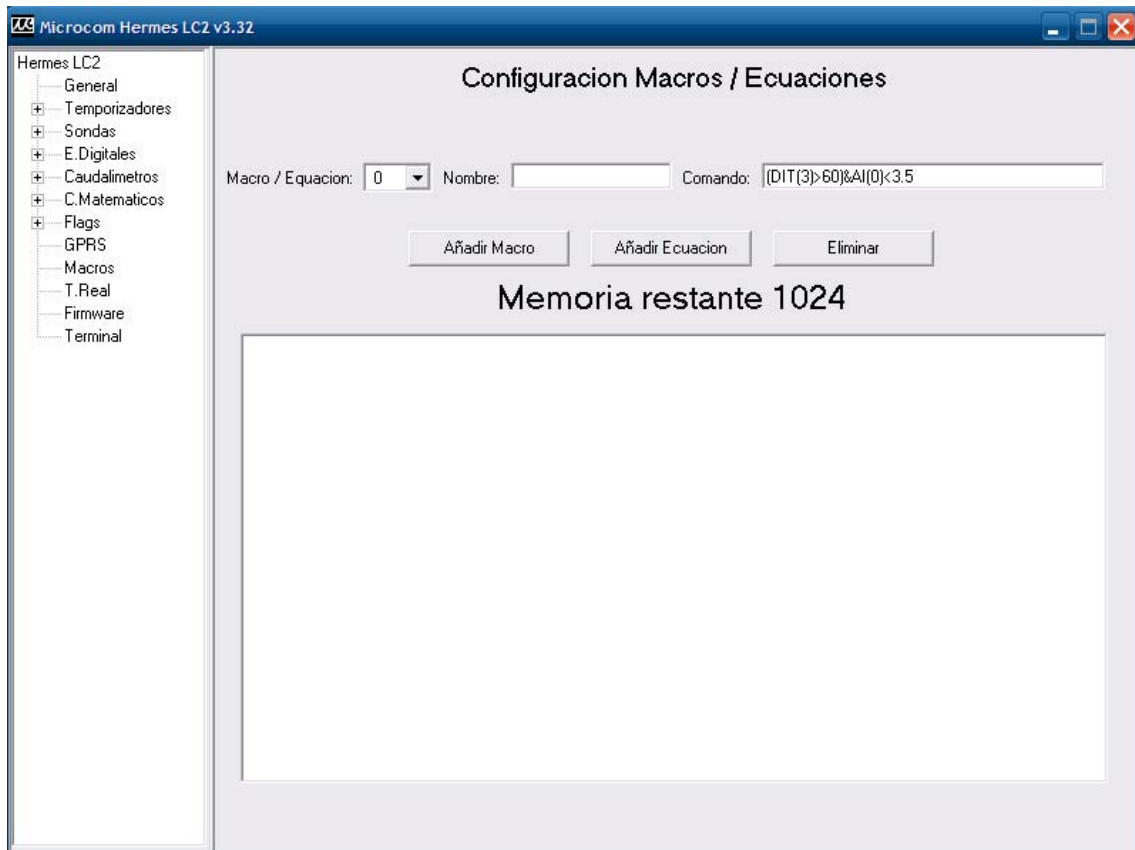 Microcom Hermes LC2 v3.32
Hermes LC2
General
Temporizadores
Sondas
E.Digitales
Caudalimetros
C.Matematicos
Flags
GPRS
Macros
T.Real
Firmware
Terminal
Configuracion Macros / Ecuaciones
Macro / Equacion: 0 Nombre: Comando: (DIT(3)>60)&AI(0)<3.5
Añadir Macro Añadir Ecuacion Eliminar
Memoria restante 1024